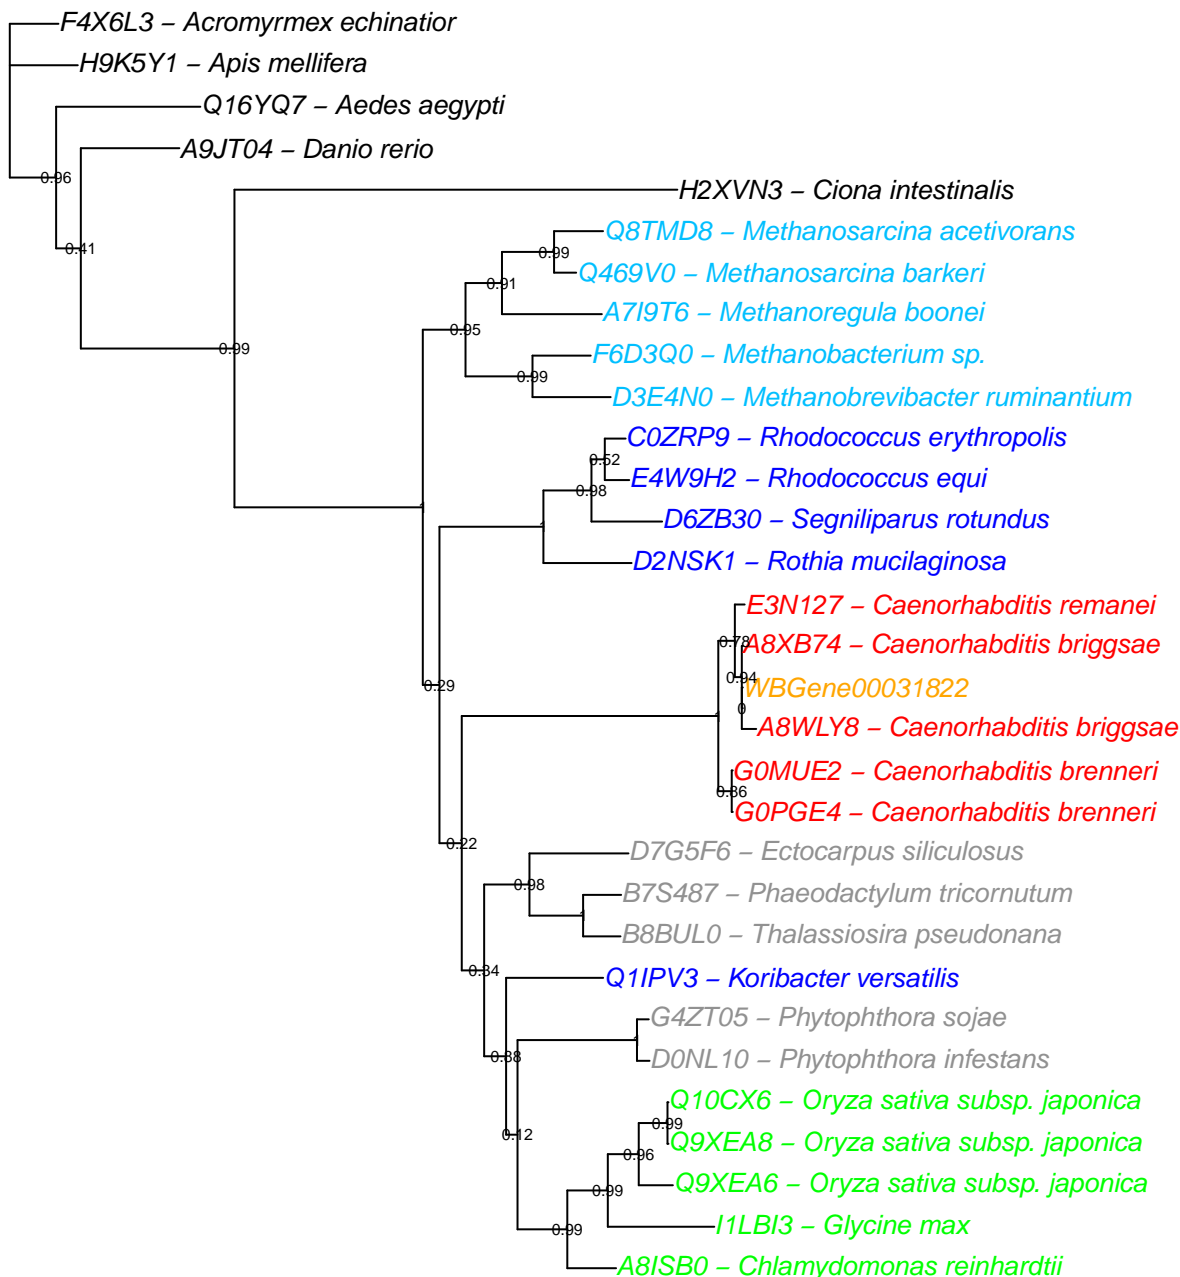 F4X6L3 – Acromyrmex echinatior
H9K5Y1 – Apis mellifera
Q16YQ7 – Aedes aegypti
A9JT04 – Danio rerio
0.96
H2XVN3 – Ciona intestinalis
Q8TMD8 – Methanosarcina acetivorans
0.41
0.99
Q469V0 – Methanosarcina barkeri
0.91
A7I9T6 – Methanoregula boonei
0.95
0.99
F6D3Q0 – Methanobacterium sp.
0.99
D3E4N0 – Methanobrevibacter ruminantium
C0ZRP9 – Rhodococcus erythropolis
0.52
E4W9H2 – Rhodococcus equi
0.98
1
D6ZB30 – Segniliparus rotundus
1
D2NSK1 – Rothia mucilaginosa
E3N127 – Caenorhabditis remanei
0.78
A8XB74 – Caenorhabditis briggsae
0.94
0.29
WBGene00031822
0
1
A8WLY8 – Caenorhabditis briggsae
G0MUE2 – Caenorhabditis brenneri
0.86
G0PGE4 – Caenorhabditis brenneri
0.22
D7G5F6 – Ectocarpus siliculosus
0.98
B7S487 – Phaeodactylum tricornutum
1
B8BUL0 – Thalassiosira pseudonana
0.84
Q1IPV3 – Koribacter versatilis
G4ZT05 – Phytophthora sojae
1
0.88
D0NL10 – Phytophthora infestans
Q10CX6 – Oryza sativa subsp. japonica
0.99
0.12
Q9XEA8 – Oryza sativa subsp. japonica
0.96
Q9XEA6 – Oryza sativa subsp. japonica
0.99
I1LBI3 – Glycine max
0.99
A8ISB0 – Chlamydomonas reinhardtii